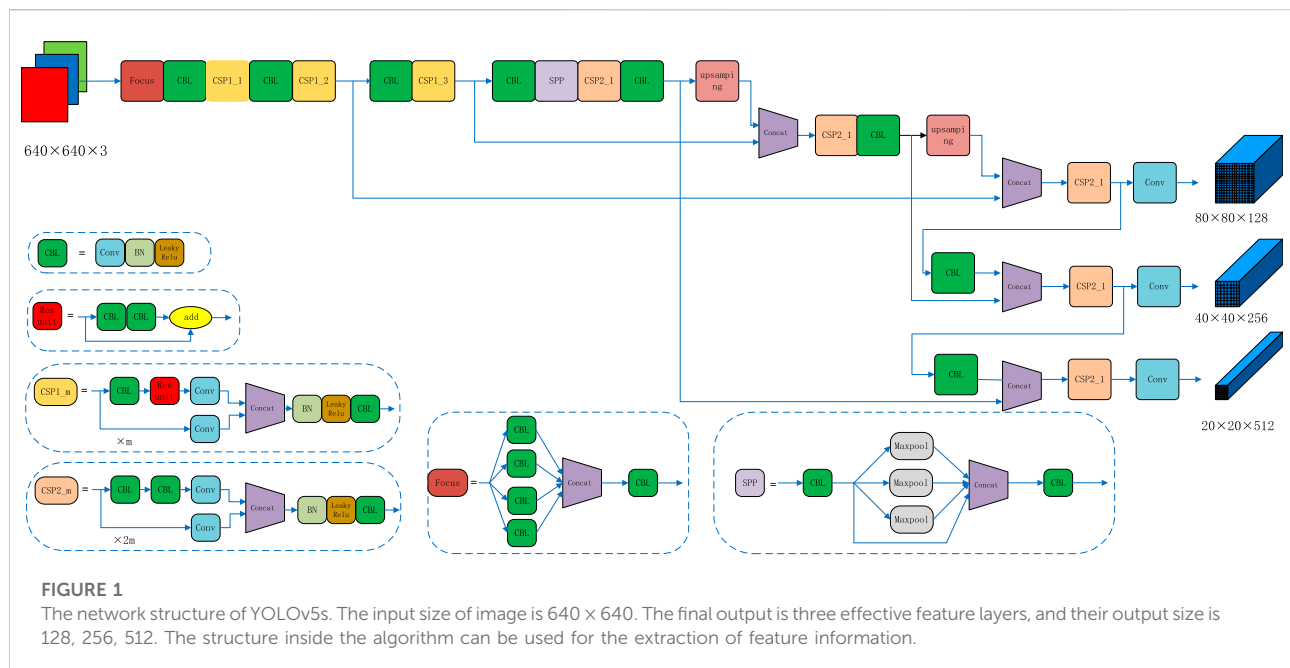 Focus CBL CSP1_1 CBL CSP1_2 CBL CSP1_3 CBL SPP CSP2_1 CBL
upsampi
ng
Concat
CSP2_1 CBL
upsampi
ng
Concat
CSP2_1
Conv
640×640×3
80×80×128
CBL
Concat
CSP2_1
Conv
40×40×256
CBL
Concat
CSP2_1
Conv
20×20×512
CBL = Conv BN Leaky
Relu
Res
unit
= CBL CBL add
CSP1_m = CBL Res
unit
Conv
Conv
Concat
BN Leaky
Relu
CBL
×m
CSP2_m = CBL CBL Conv
Conv
Concat
BN Leaky
Relu
CBL
×2m
Focus =
CBL
CBL
CBL
CBL
Concat
CBL
SPP = CBL
Maxpool
Maxpool
Maxpool
Concat
CBL
FIGURE 1
The network structure of YOLOv5s. The input size of image is 640 × 640. The final output is three effective feature layers, and their output size is
128, 256, 512. The structure inside the algorithm can be used for the extraction of feature information.